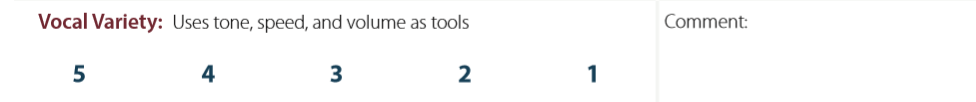 Vocal Variety: Uses tone, speed, and volume as tools
Comment:
5 4 3 2 1